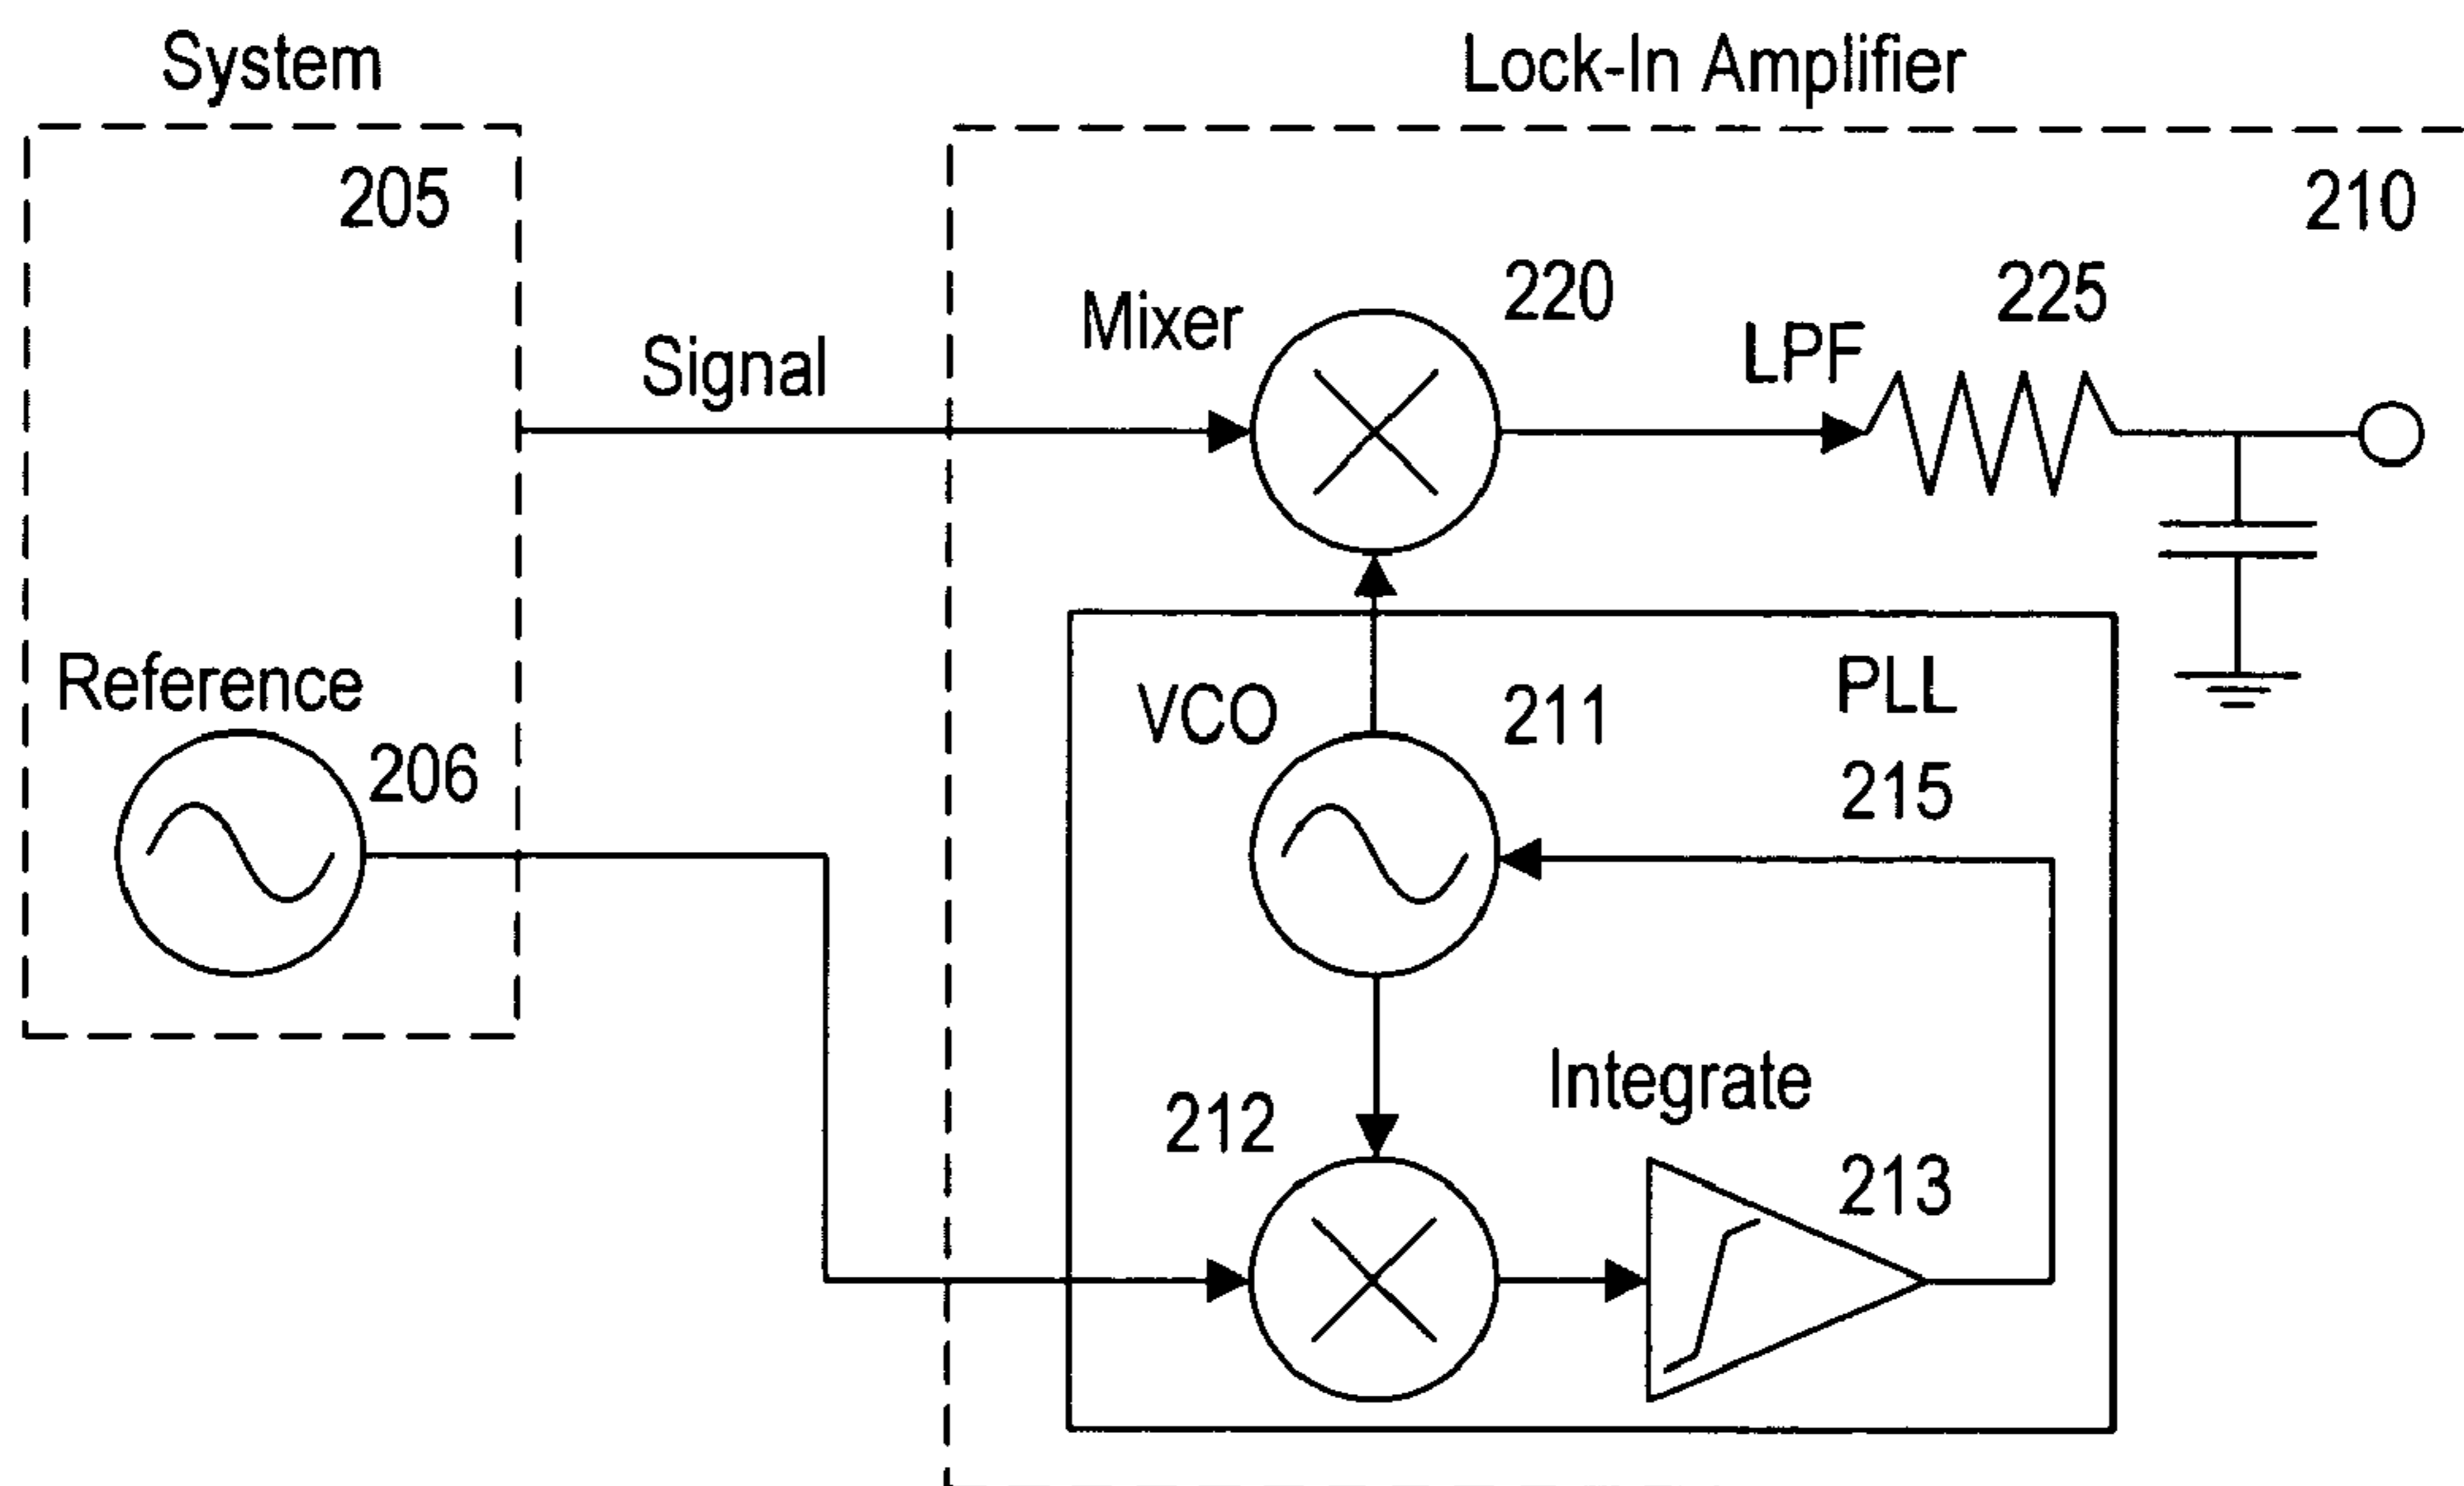 System
Lock-In Amplifier
205
210
Signal
Mixer
220
LPF
225
Reference
206
VCO
211
PLL
215
212
Integrate
213